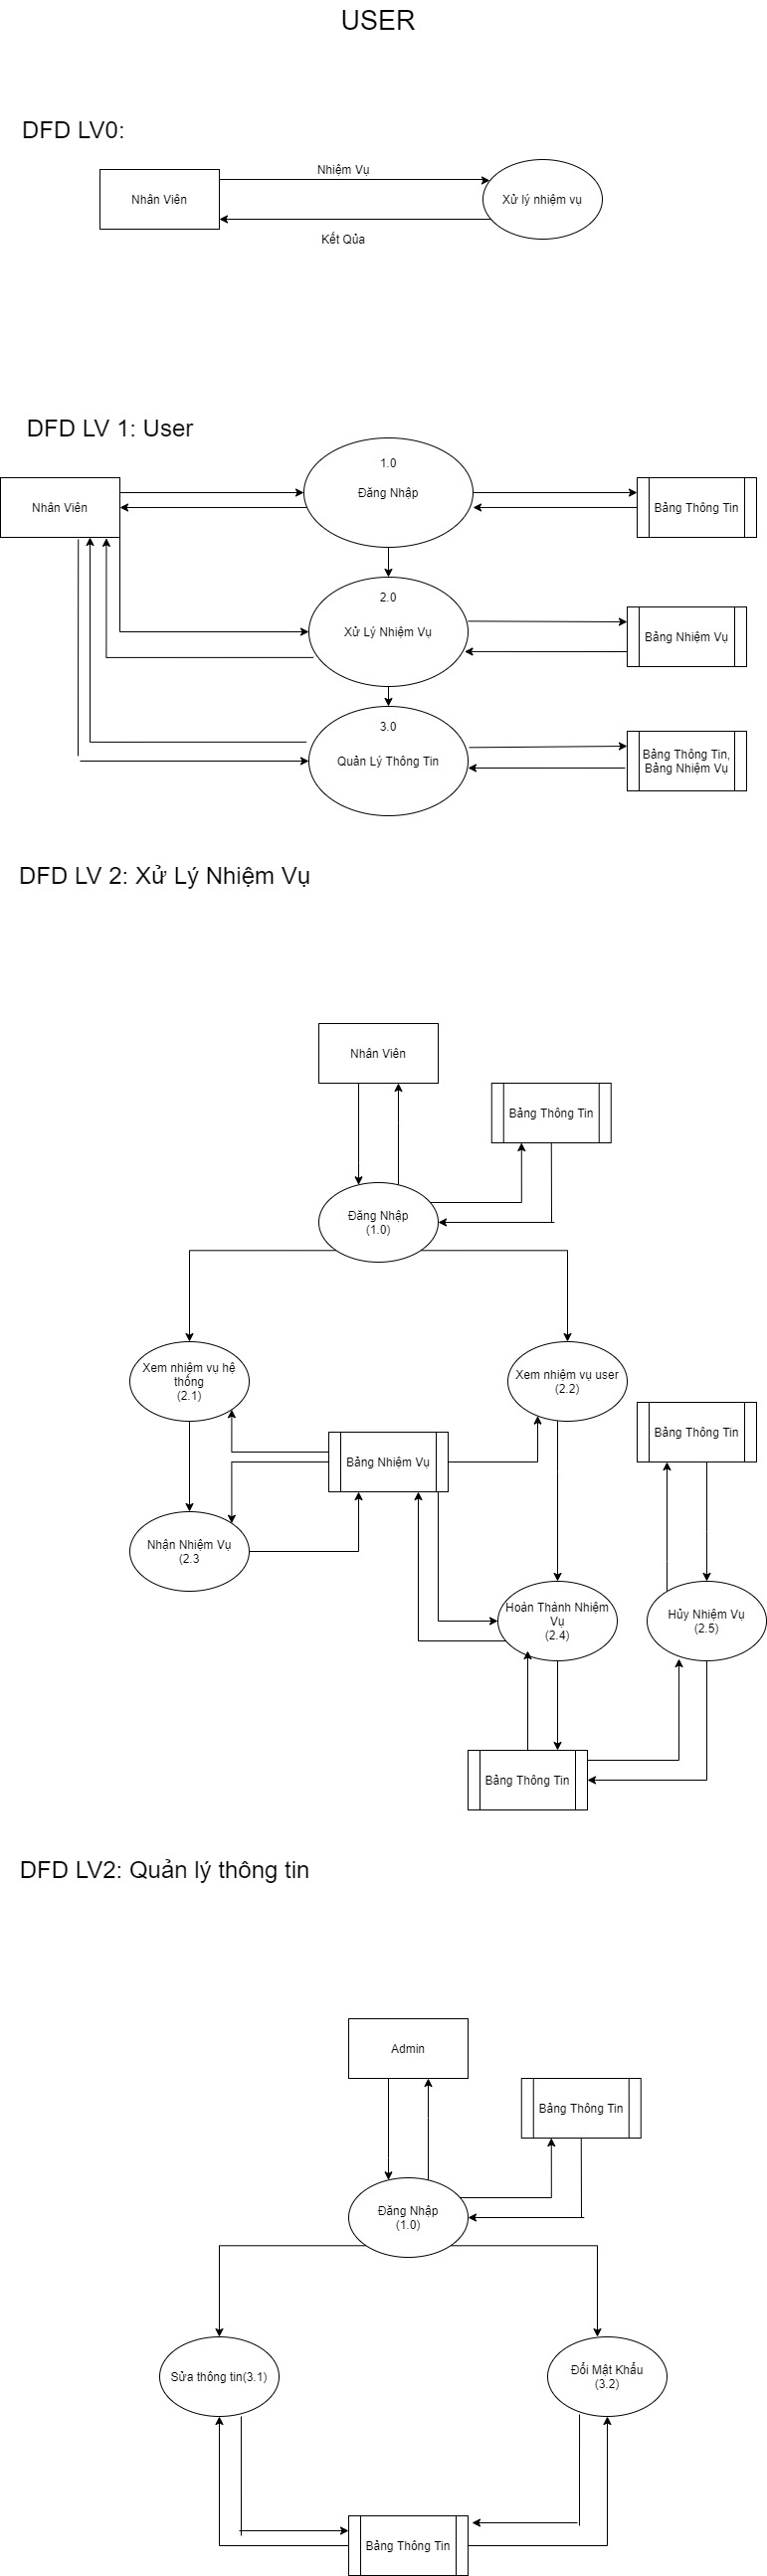 USER
DFD LV0:
Nhiệm Vụ
Nhân Viên
Xử lý nhiệm vụ
Kết Qủa
DFD LV 1: User
1.0
Đăng Nhập
Nhân Viên
Bảng Thông Tin
2.0
Xử Lý Nhiệm Vụ
Bảng Nhiệm Vụ
3.0
Quản Lý Thông Tin
Bảng Thông Tin,
Bảng Nhiệm Vụ
DFD LV 2: Xử Lý Nhiệm Vụ
Nhân Viên
Bảng Thông Tin
Đăng Nhập
(1.0)
Xem nhiệm vụ hệ
thống
(2.1)
Xem nhiệm vụ user
(2.2)
Bảng Thông Tin
Bảng Nhiệm Vụ
Nhận Nhiệm Vụ
(2.3
Hoàn Thành Nhiệm
Vụ
(2.4)
Hủy Nhiệm Vụ
(2.5)
Bảng Thông Tin
DFD LV2: Quản lý thông tin
Admin
Bảng Thông Tin
Đăng Nhập
(1.0)
Sửa thông tin(3.1)
Đổi Mật Khẩu
(3.2)
Bảng Thông Tin